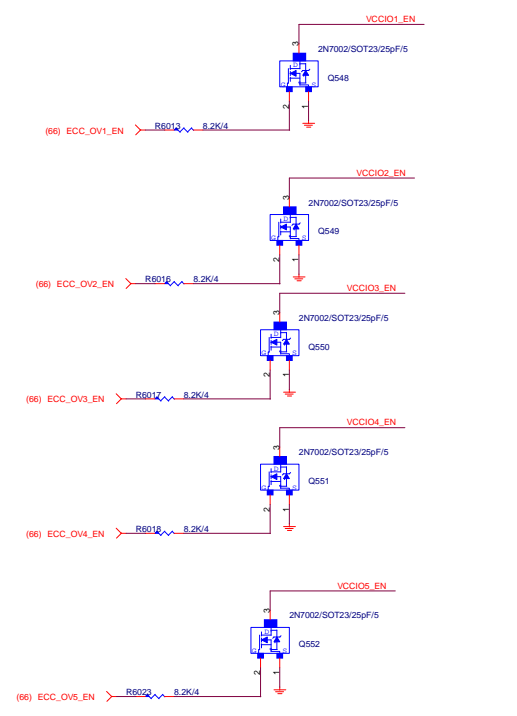 VCCIO1_EN
3
2N7002/SOT23/25pF/5
D
Q548
G S
2 1
(66) ECC_OV1_EN R6013 8.2K/4
VCCIO2_EN
3
2N7002/SOT23/25pF/5
D
Q549
G S
2 1
(66) ECC_OV2_EN R6016 8.2K/4
VCCIO3_EN
3
2N7002/SOT23/25pF/5
D
Q550
G S
2 1
(66) ECC_OV3_EN R6017 8.2K/4
VCCIO4_EN
3
2N7002/SOT23/25pF/5
D
Q551
G S
2 1
(66) ECC_OV4_EN R6018 8.2K/4
VCCIO5_EN
3
2N7002/SOT23/25pF/5
D
Q552
G S
2 1
(66) ECC_OV5_EN R6023 8.2K/4